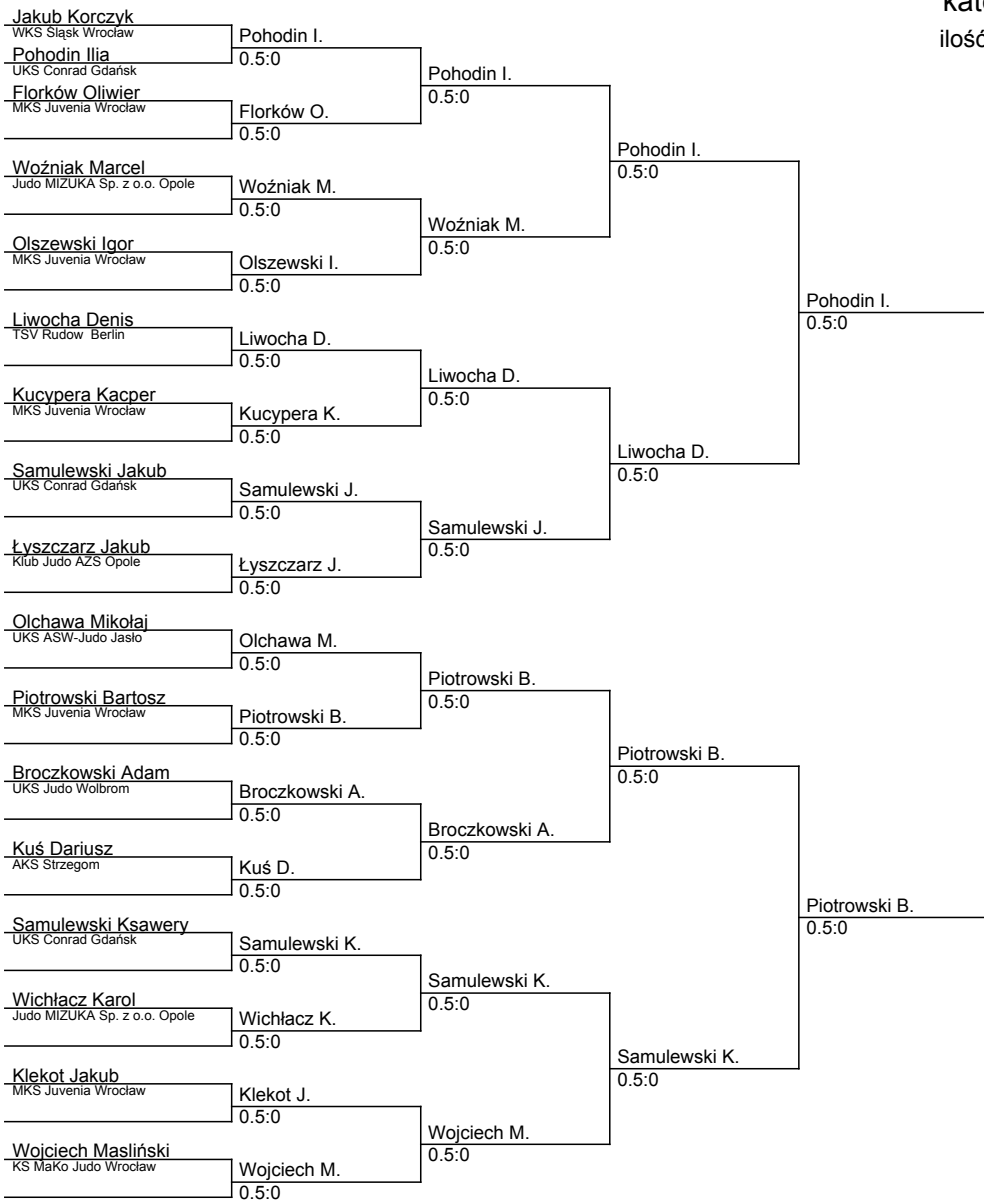 kat
ilość
Jakub Korczyk
WKS Śląsk Wrocław
Pohodin Ilia
UKS Conrad Gdańsk
Florków Oliwier
MKS Juvenia Wrocław
Woźniak Marcel
Judo MIZUKA Sp. z o.o. Opole
Olszewski Igor
MKS Juvenia Wrocław
Liwocha Denis
TSV Rudow Berlin
Kucypera Kacper
MKS Juvenia Wrocław
Samulewski Jakub
UKS Conrad Gdańsk
Łyszczarz Jakub
Klub Judo AZS Opole
Olchawa Mikołaj
UKS ASW-Judo Jasło
Piotrowski Bartosz
MKS Juvenia Wrocław
Broczkowski Adam
UKS Judo Wolbrom
Kuś Dariusz
AKS Strzegom
Samulewski Ksawery
UKS Conrad Gdańsk
Wichłacz Karol
Judo MIZUKA Sp. z o.o. Opole
Klekot Jakub
MKS Juvenia Wrocław
Wojciech Masliński
KS MaKo Judo Wrocław
Pohodin I.
0.5:0
Florków O.
0.5:0
Woźniak M.
0.5:0
Olszewski I.
0.5:0
Liwocha D.
0.5:0
Kucypera K.
0.5:0
Samulewski J.
0.5:0
Łyszczarz J.
0.5:0
Olchawa M.
0.5:0
Piotrowski B.
0.5:0
Broczkowski A.
0.5:0
Kuś D.
0.5:0
Samulewski K.
0.5:0
Wichłacz K.
0.5:0
Klekot J.
0.5:0
Wojciech M.
0.5:0
Pohodin I.
0.5:0
Woźniak M.
0.5:0
Liwocha D.
0.5:0
Samulewski J.
0.5:0
Piotrowski B.
0.5:0
Broczkowski A.
0.5:0
Samulewski K.
0.5:0
Wojciech M.
0.5:0
Pohodin I.
0.5:0
Liwocha D.
0.5:0
Piotrowski B.
0.5:0
Samulewski K.
0.5:0
Pohodin I.
0.5:0
Piotrowski B.
0.5:0